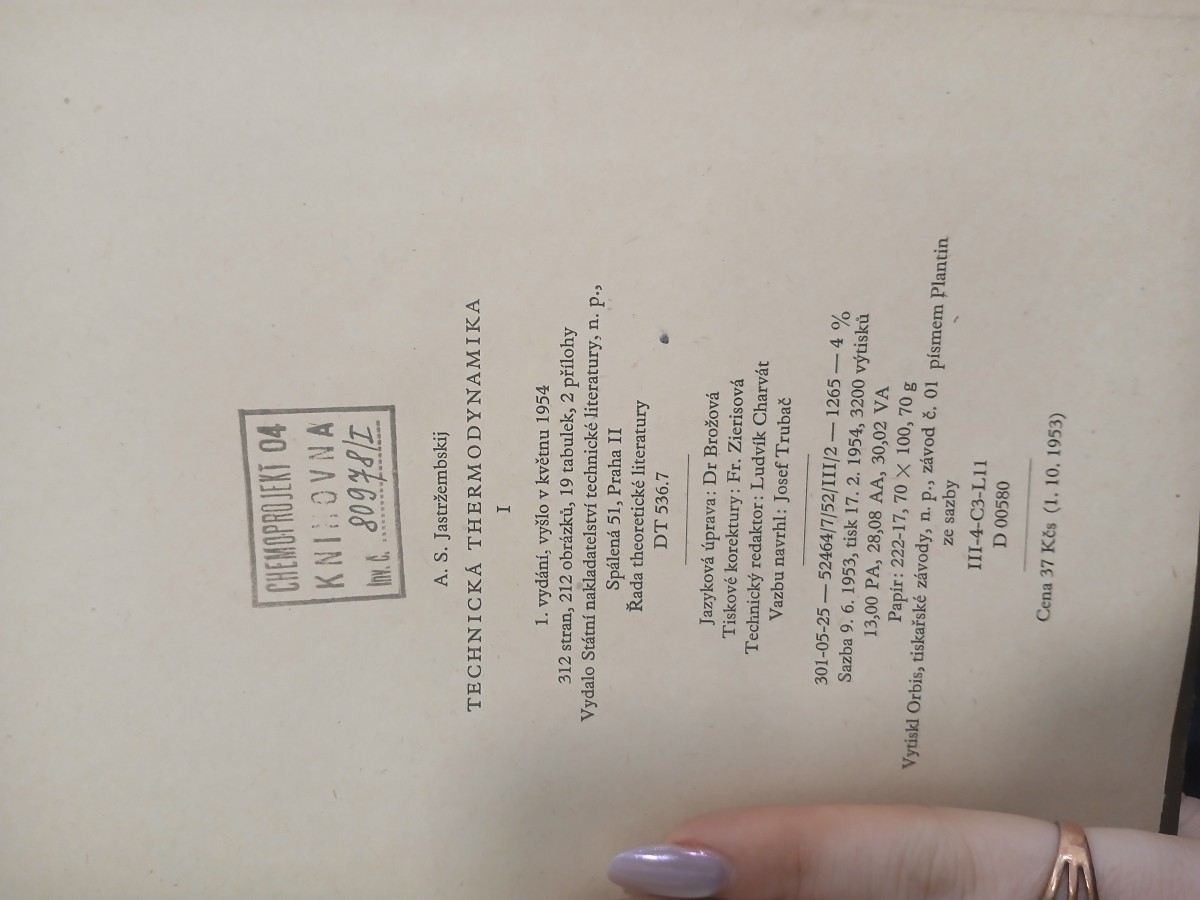 CHEMOPROJEKT 04
KNIHOVNA
Inv. č. 80978/I
A. S. Jastržembskij
TECHNICKÁ THERMODYNAMIKA
I
1. vydání, vyšlo v květnu 1954
312 stran, 212 obrázků, 19 tabulek, 2 přílohy
Vydalo Státní nakladatelství technické literatury, n. p.,
Spálená 51, Praha II
Řada theoretické literatury
DT 536.7
Jazyková úprava: Dr Brožová
Tiskové korektury: Fr. Zierisová
Technický redaktor: Ludvík Charvát
Vazbu navrhl: Josef Trubač
301-05-25 — 52464/7/52/III/2 — 1265 — 4 %
Sazba 9. 6. 1953, tisk 17. 2. 1954, 3200 výtisků
13,00 PA, 28,08 AA, 30,02 VA
Papír: 222-17, 70 × 100, 70 g
Vytiskl Orbis, tiskařské závody, n. p., závod č. 01 písmem Plantin
ze sazby
III-4-C3-L11
D 00580
Cena 37 Kčs (1. 10. 1953)